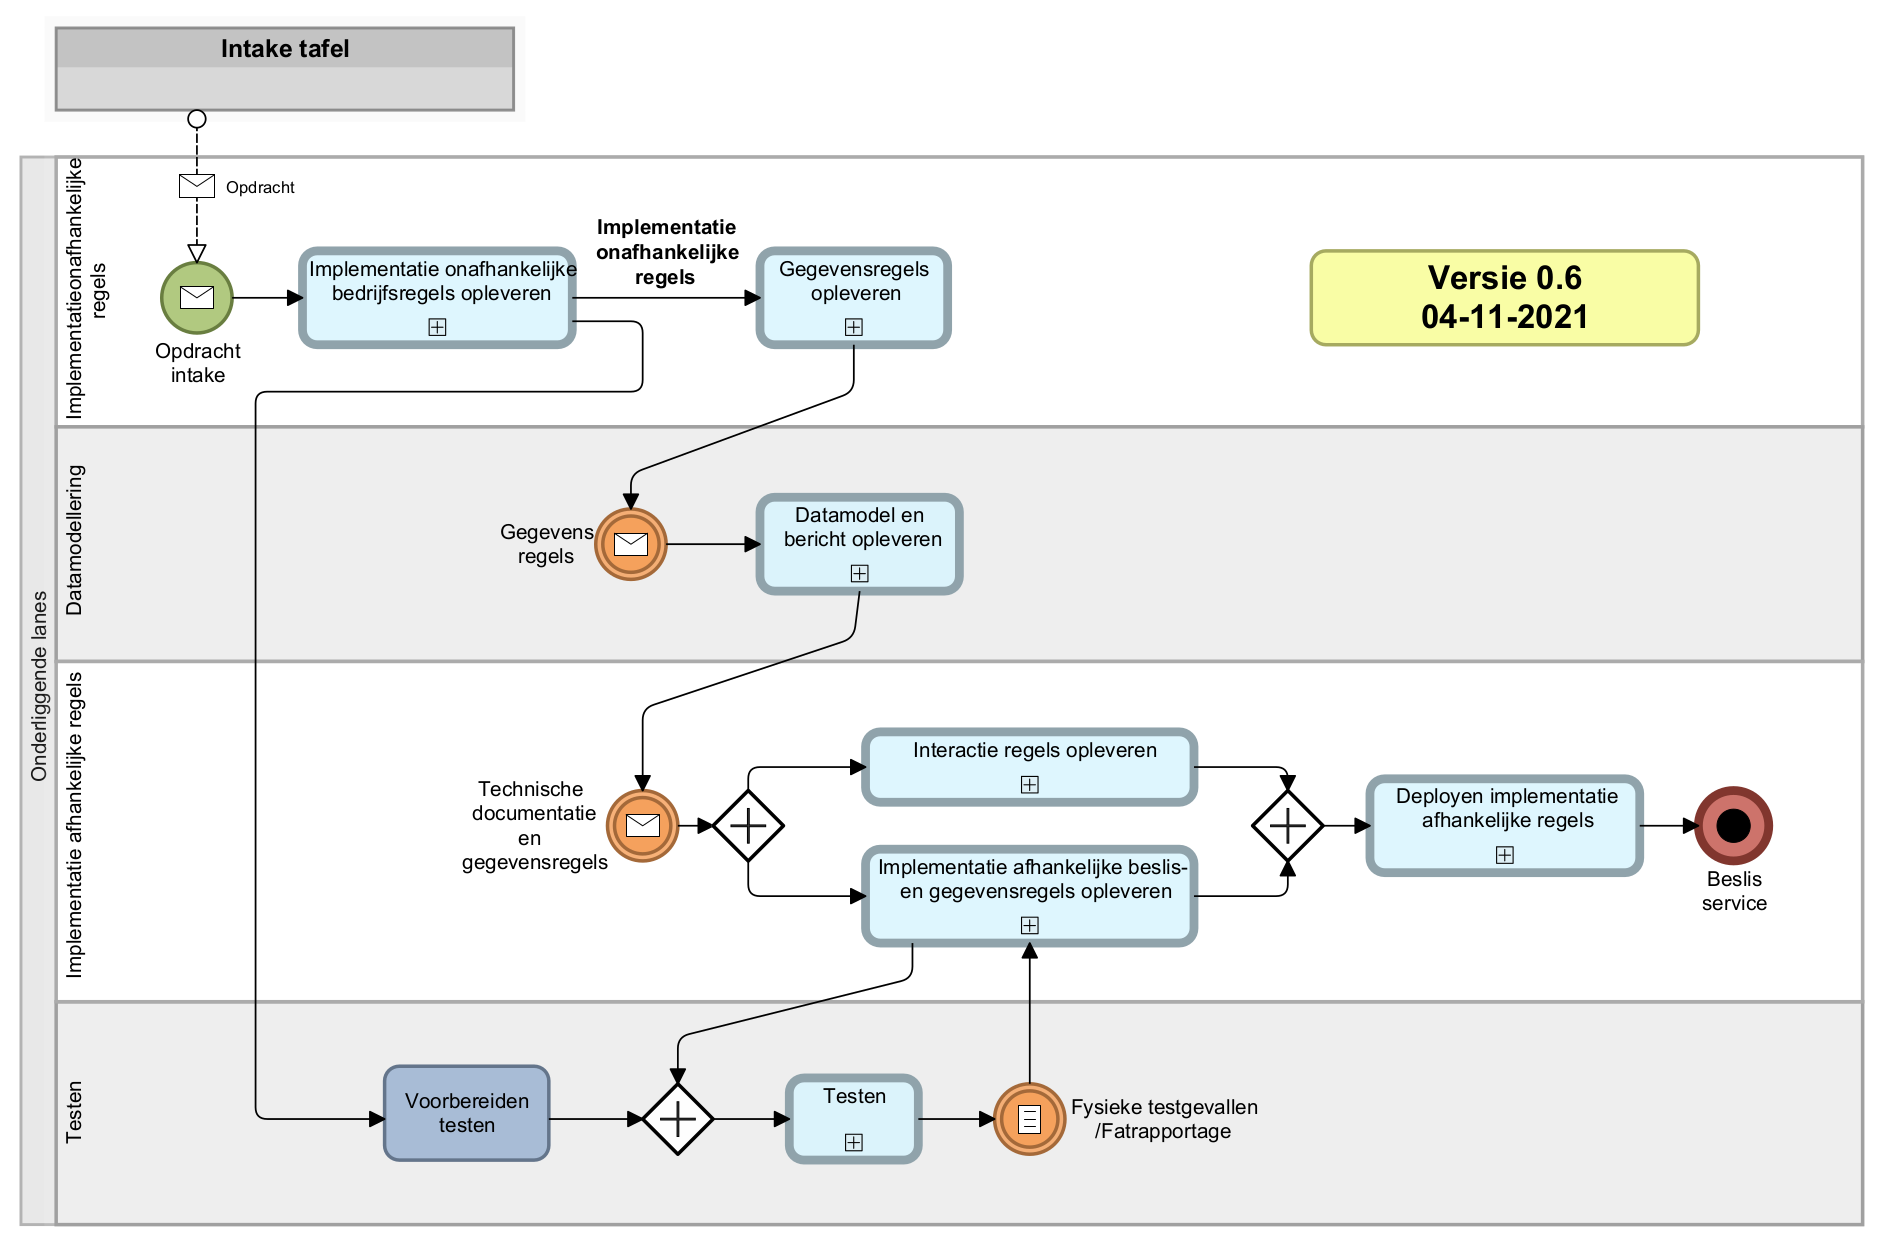 Intake tafel
Opdracht
Onderliggende lanes
Implementatieonafhankelijke
regels
Opdracht
intake
Implementatie onafhankelijke
bedrijfsregels opleveren
Implementatie
onafhankelijke
regels
Gegevensregels
opleveren
Versie 0.6
04-11-2021
Datamodellering
Gegevens
regels
Datamodel en
bericht opleveren
Implementatie afhankelijke regels
Technische
documentatie
en
gegevensregels
Interactie regels opleveren
Implementatie afhankelijke beslis-
en gegevensregels opleveren
Deployen implementatie
afhankelijke regels
Beslis
service
Testen
Voorbereiden
testen
Testen
Fysieke testgevallen
/Fatrapportage